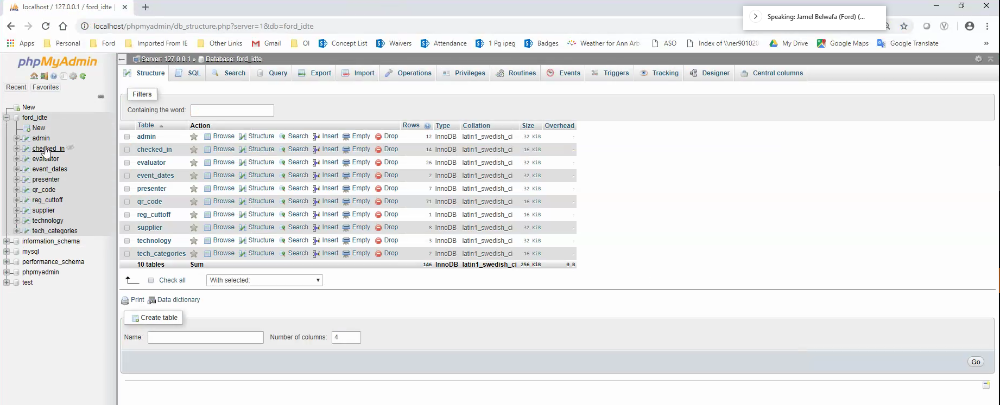 localhost / 127.0.0.1 / ford_idte |
localhost/phpmyadmin/db_structure.php?server=1&db=ford_idte
Speaking: Jamel Belwafa (Ford) (...
Apps Personal Ford Imported From IE Other Links Gmail OI Concept List Waivers Attendance 1 Pg ipeg Badges Weather for Ann Arb ASO Index of \\ner901020 My Drive Google Maps Google Translate »
phpMyAdmin
Recent Favorites
New
ford_idte
New
admin
checked_in
evaluator
event_dates
presenter
qr_code
reg_cuttoff
supplier
technology
tech_categories
information_schema
mysql
performance_schema
phpmyadmin
test
Server: 127.0.0.1 » Database: ford_idte
Structure SQL Search Query Export Import Operations Privileges Routines Events Triggers Tracking Designer Central columns
Filters
Containing the word:
Table Action Rows Type Collation Size Overhead
admin Browse Structure Search Insert Empty Drop 12 InnoDB latin1_swedish_ci 32 KiB -
checked_in Browse Structure Search Insert Empty Drop 14 InnoDB latin1_swedish_ci 16 KiB -
evaluator Browse Structure Search Insert Empty Drop 26 InnoDB latin1_swedish_ci 32 KiB -
event_dates Browse Structure Search Insert Empty Drop 2 InnoDB latin1_swedish_ci 32 KiB -
presenter Browse Structure Search Insert Empty Drop 7 InnoDB latin1_swedish_ci 32 KiB -
qr_code Browse Structure Search Insert Empty Drop 71 InnoDB latin1_swedish_ci 16 KiB -
reg_cuttoff Browse Structure Search Insert Empty Drop 1 InnoDB latin1_swedish_ci 16 KiB -
supplier Browse Structure Search Insert Empty Drop 8 InnoDB latin1_swedish_ci 32 KiB -
technology Browse Structure Search Insert Empty Drop 3 InnoDB latin1_swedish_ci 32 KiB -
tech_categories Browse Structure Search Insert Empty Drop 2 InnoDB latin1_swedish_ci 16 KiB -
10 tables Sum 146 InnoDB latin1_swedish_ci 256 KiB 0 B
Check all With selected:
Print Data dictionary
Create table
Name: Number of columns: 4
Go